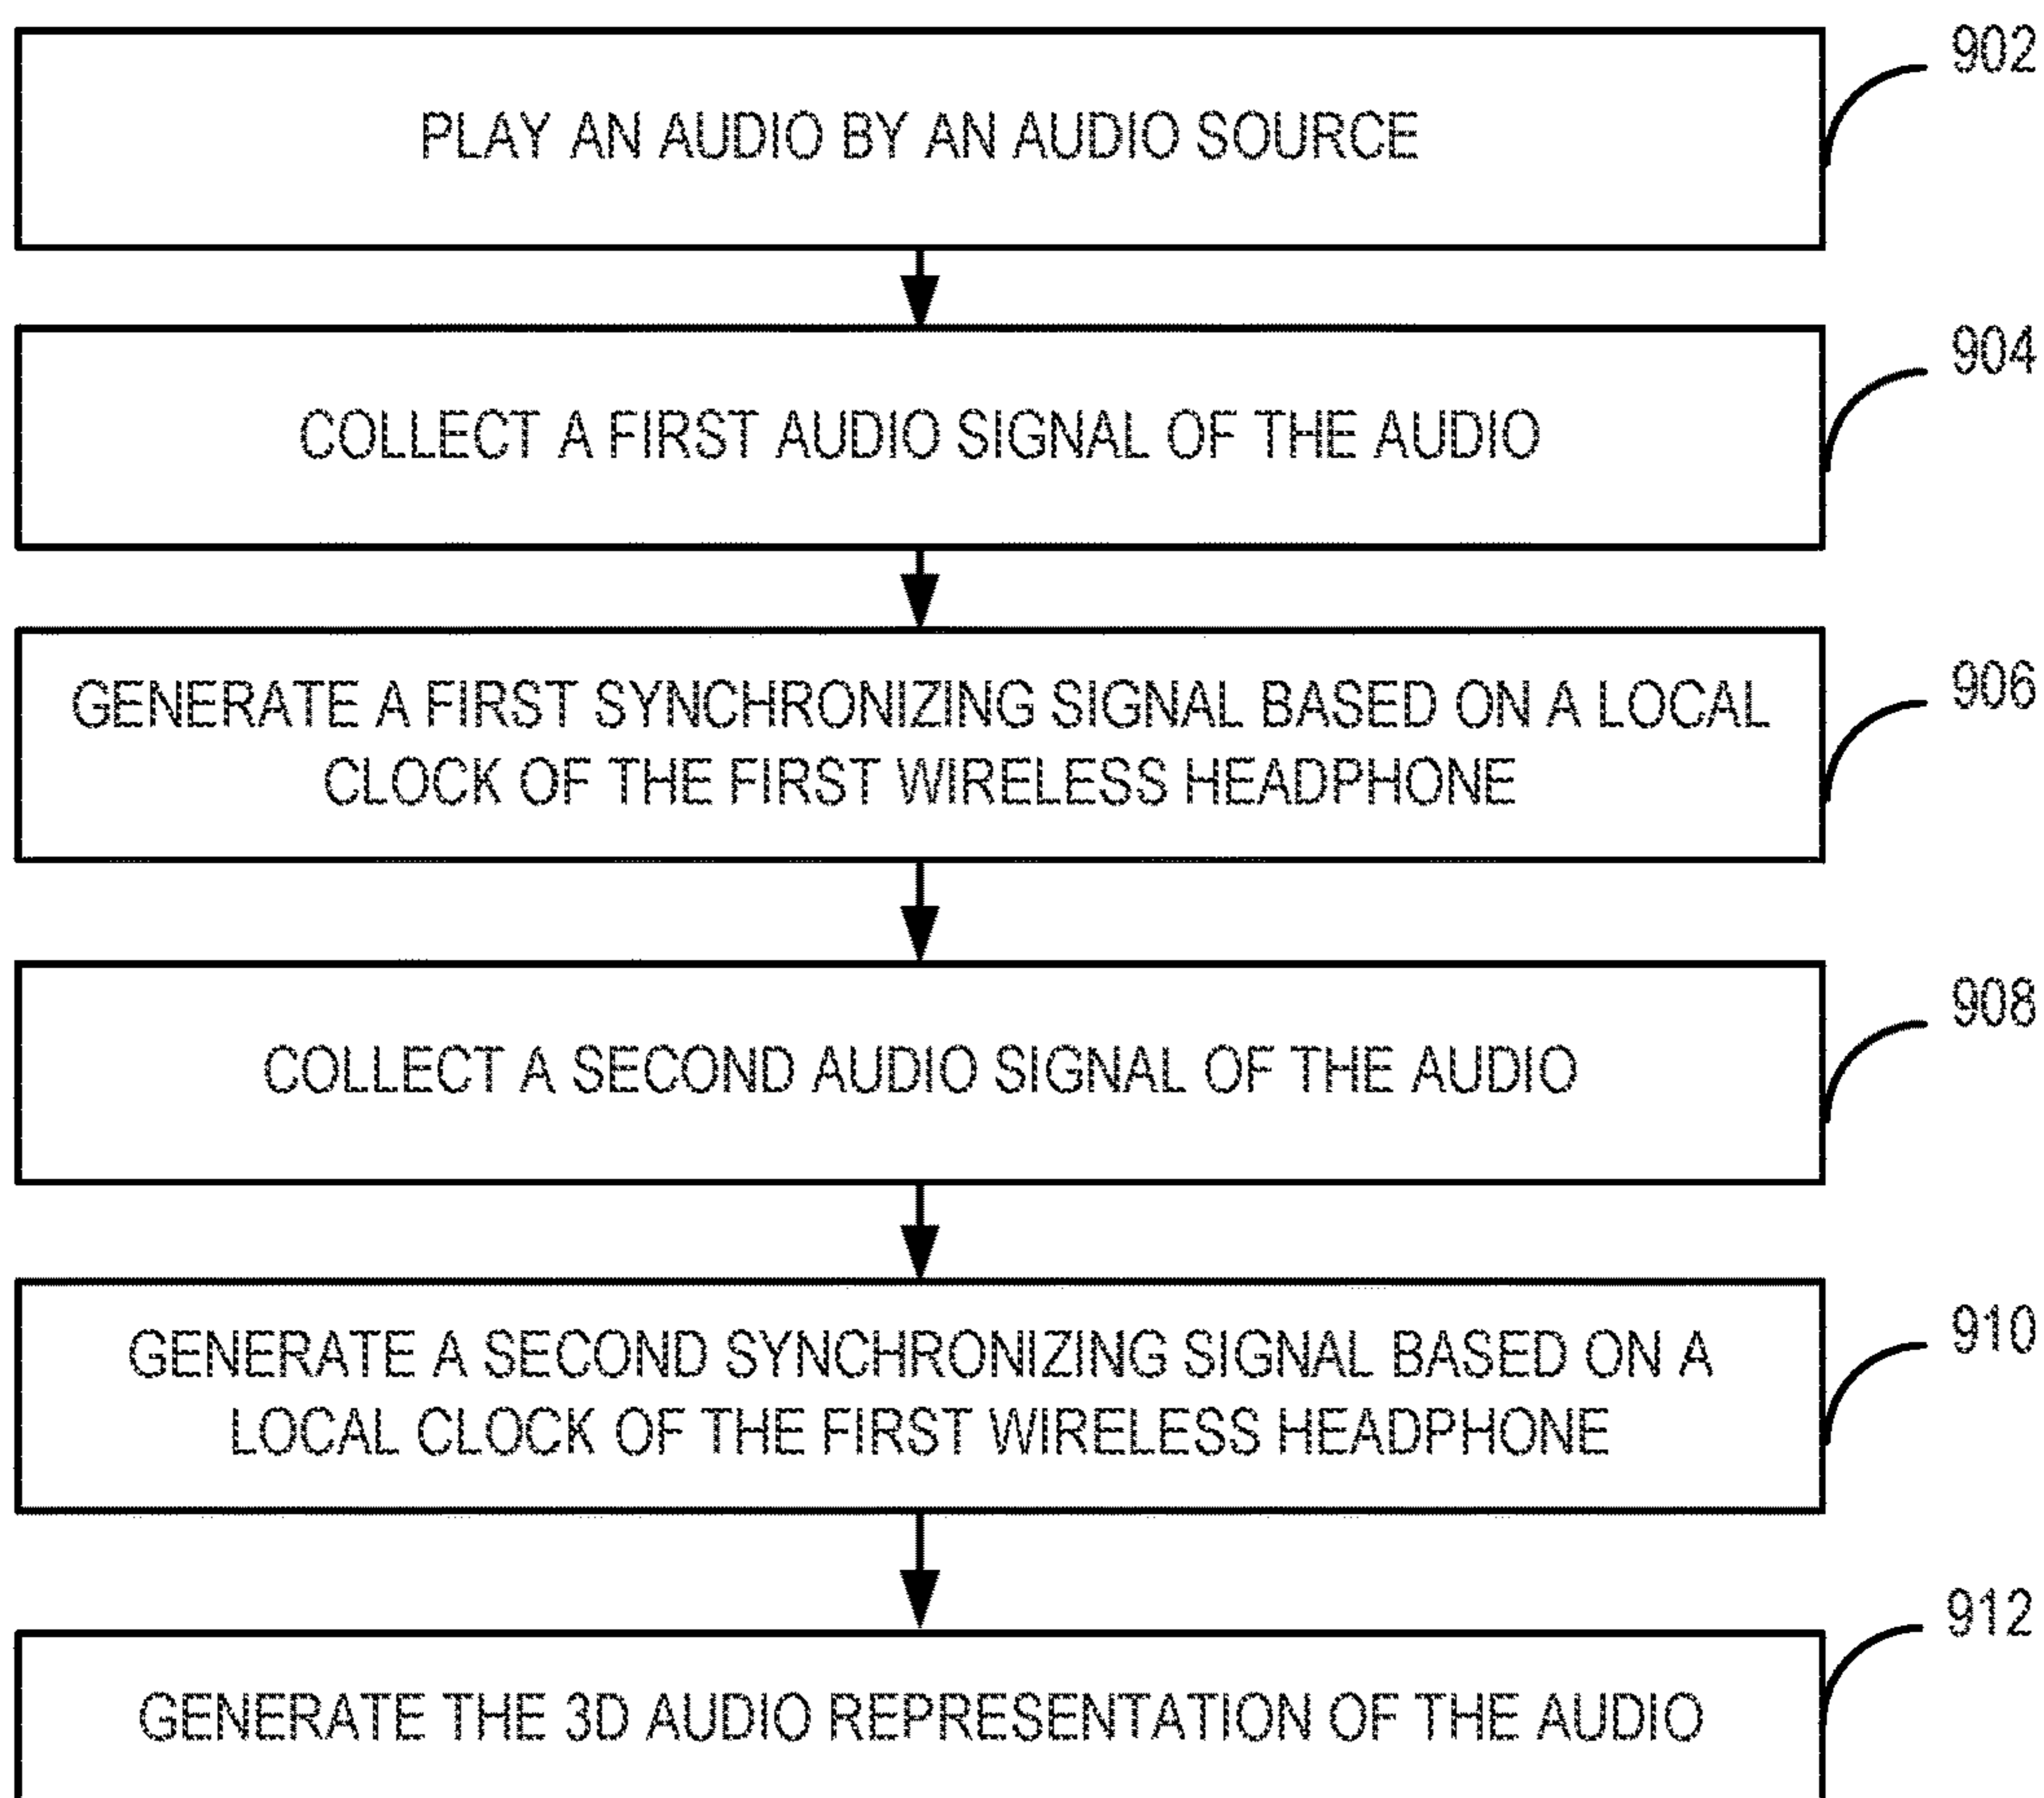 902
PLAY AN AUDIO BY AN AUDIO SOURCE
904
COLLECT A FIRST AUDIO SIGNAL OF THE AUDIO
906
GENERATE A FIRST SYNCHRONIZING SIGNAL BASED ON A LOCAL
CLOCK OF THE FIRST WIRELESS HEADPHONE
908
COLLECT A SECOND AUDIO SIGNAL OF THE AUDIO
910
GENERATE A SECOND SYNCHRONIZING SIGNAL BASED ON A
LOCAL CLOCK OF THE FIRST WIRELESS HEADPHONE
912
GENERATE THE 3D AUDIO REPRESENTATION OF THE AUDIO